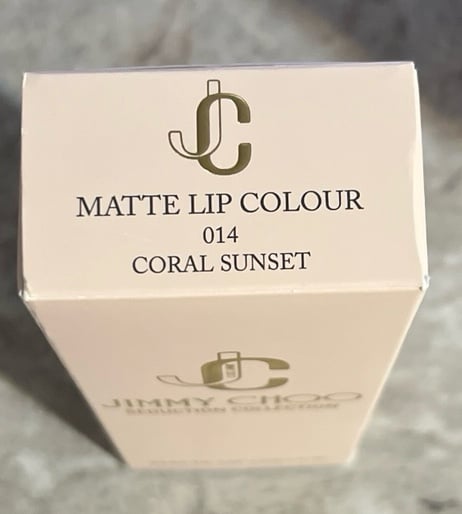 JC
MATTE LIP COLOUR
014
CORAL SUNSET
JC
JIMMY CHOO
SEDUCTION COLLECTION